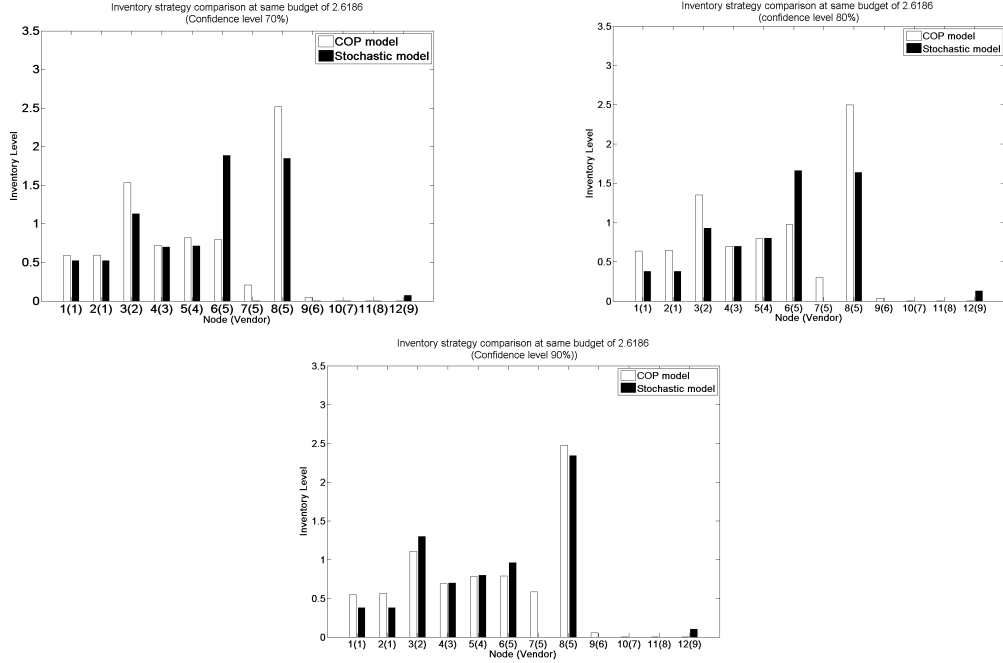 Inventory strategy comparison at same budget of 2.6186
(Confidence level 70%)
3.5
3
2.5
2
1.5
1
0.5
0
Inventory Level
COP model
Stochastic model
1(1) 2(1) 3(2) 4(3) 5(4) 6(5) 7(5) 8(5) 9(6) 10(7) 11(8) 12(9)
Node (Vendor)
Inventory strategy comparison at same budget of 2.6186
(confidence level 80%)
3.5
3
2.5
2
1.5
1
0.5
0
Inventory Level
COP model
Stochastic model
1(1) 2(1) 3(2) 4(3) 5(4) 6(5) 7(5) 8(5) 9(6) 10(7) 11(8) 12(9)
Node (Vendor)
Inventory strategy comparison at same budget of 2.6186
(Confidence level 90%))
3.5
3
2.5
2
1.5
1
0.5
0
Inventory Level
COP model
Stochastic model
1(1) 2(1) 3(2) 4(3) 5(4) 6(5) 7(5) 8(5) 9(6) 10(7) 11(8) 12(9)
Node (Vendor)